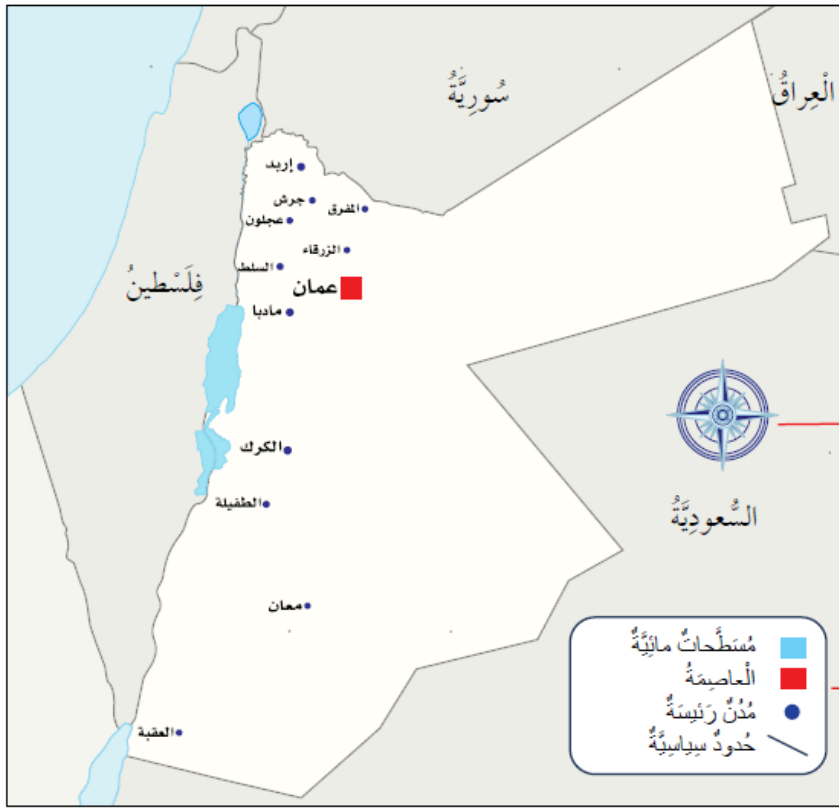 سُورِيَّةُ
الْعِراقُ
إربد
جرش
المفرق
عجلون
الزرقاء
السلط
فِلَسْطينُ
عمان
مأدبا
الكرك
الطفيلة
السُّعودِيَّةُ
معان
العقبة
مُسَطَّحاتٌ مائِيَّةٌ
الْعاصِمَةُ
مُدُنٌ رَئيسَةٌ
حُدودٌ سِياسِيَّةٌ